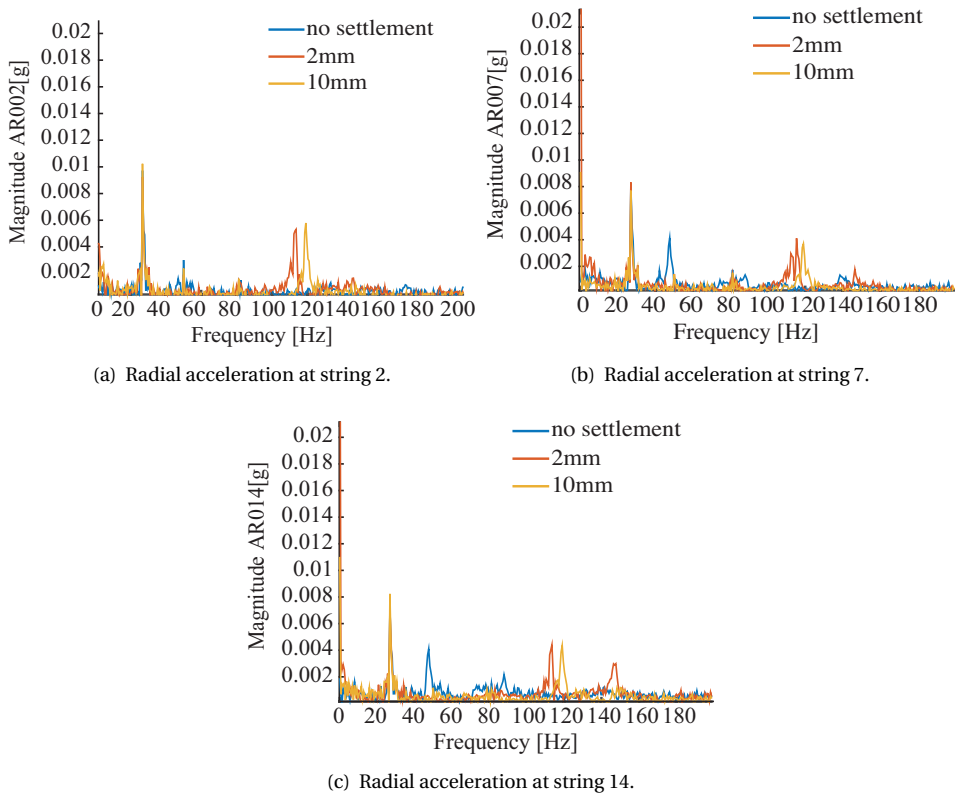 0.02
0.018
0.016
0.014
0.012
0.01
0.008
0.006
0.004
0.002
Magnitude AR002[g]
no settlement
2mm
10mm
0 20 40 60 80 100 120 140 160 180 200
Frequency [Hz]
(a) Radial acceleration at string 2.
0.02
0.018
0.016
0.014
0.012
0.01
0.008
0.006
0.004
0.002
Magnitude AR007[g]
no settlement
2mm
10mm
0 20 40 60 80 100 120 140 160 180
Frequency [Hz]
(b) Radial acceleration at string 7.
0.02
0.018
0.016
0.014
0.012
0.01
0.008
0.006
0.004
0.002
Magnitude AR014[g]
no settlement
2mm
10mm
0 20 40 60 80 100 120 140 160 180
Frequency [Hz]
(c) Radial acceleration at string 14.